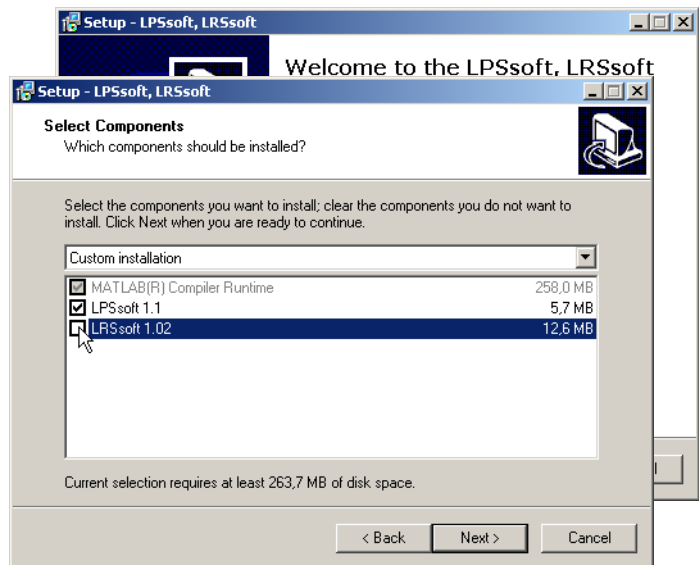 Setup - LPSsoft, LRSsoft
Welcome to the LPSsoft, LRSsoft
Setup - LPSsoft, LRSsoft
Select Components
Which components should be installed?
Select the components you want to install; clear the components you do not want to
install. Click Next when you are ready to continue.
Custom installation
MATLAB(R) Compiler Runtime 258,0 MB
LPSsoft 1.1 5,7 MB
LRSsoft 1.02 12,6 MB
Current selection requires at least 263,7 MB of disk space.
< Back Next > Cancel